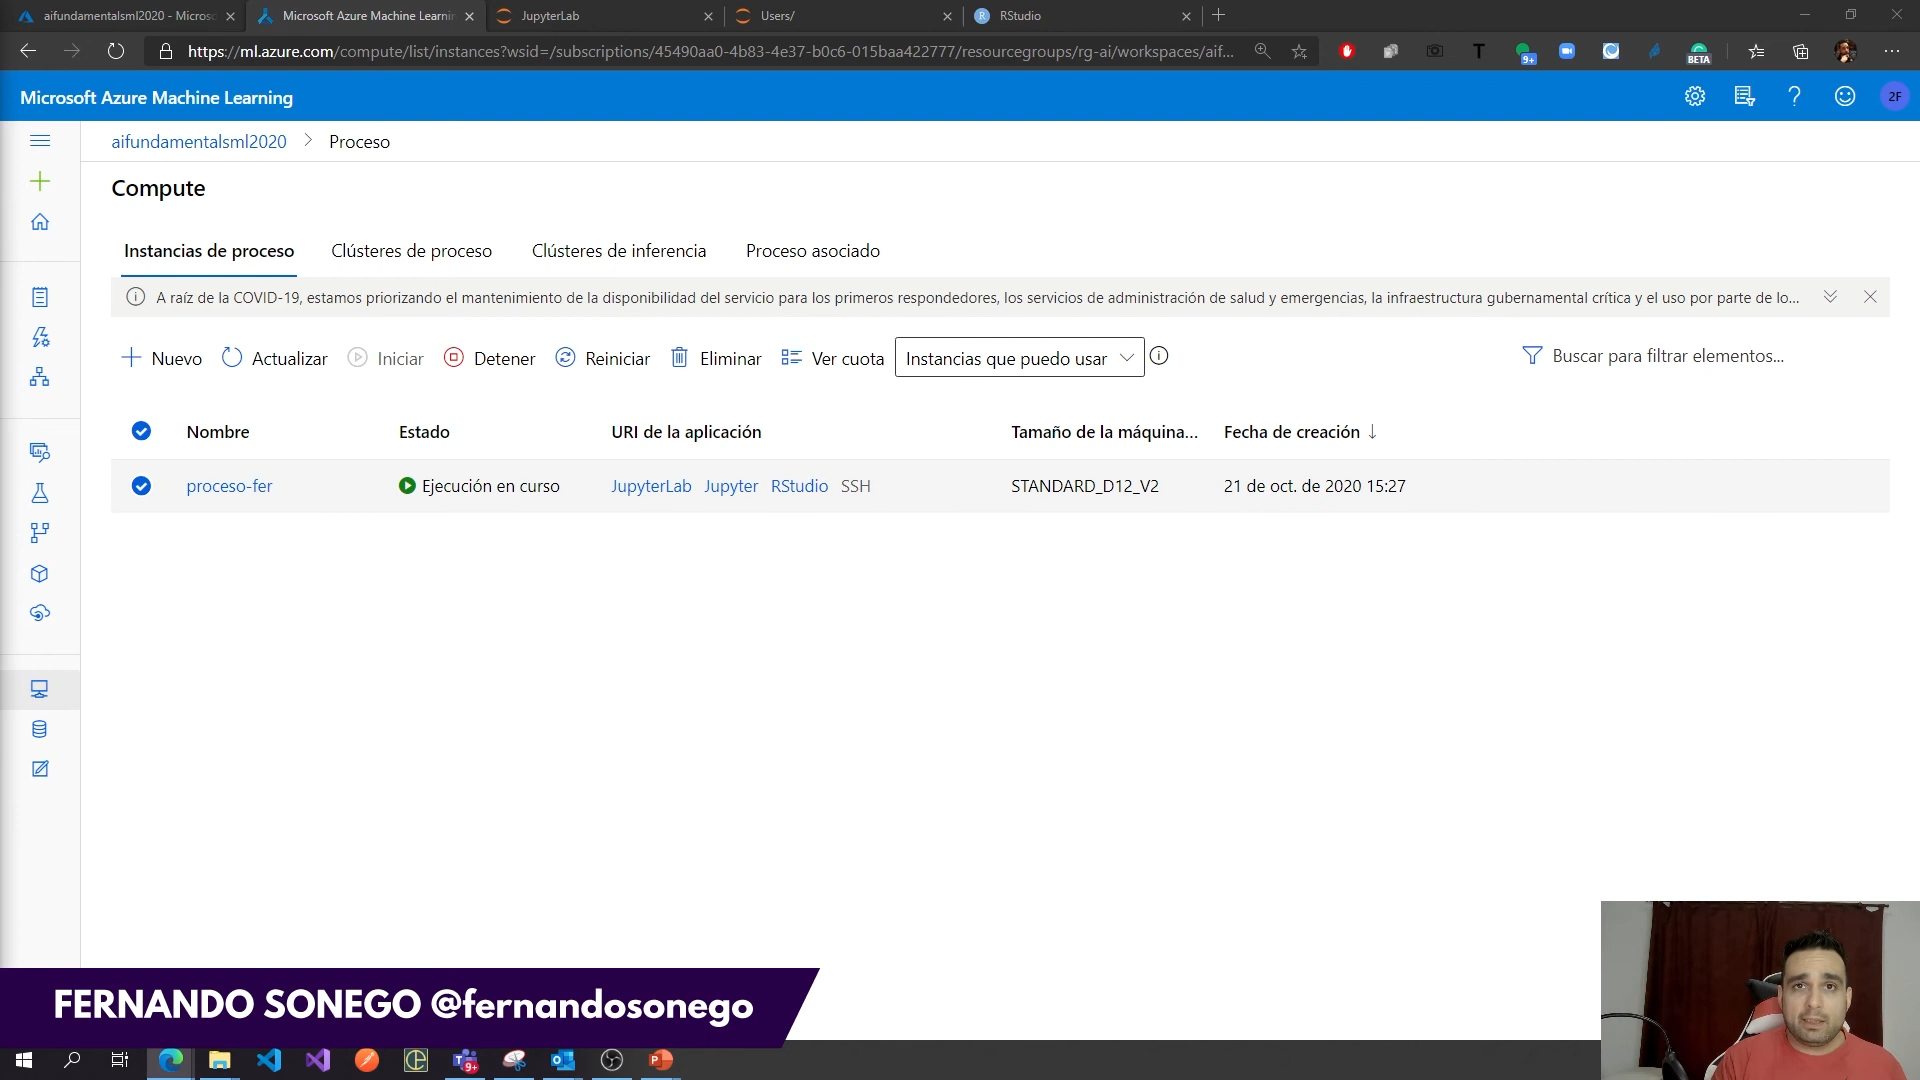 aifundamentalsml2020 - Microso
Microsoft Azure Machine Learnin
JupyterLab
Users/
RStudio
https://ml.azure.com/compute/list/instances?wsid=/subscriptions/45490aa0-4b83-4e37-b0c6-015baa422777/resourcegroups/rg-ai/workspaces/aif...
T
9+
BETA
Microsoft Azure Machine Learning
2F
aifundamentalsml2020 > Proceso
Compute
Instancias de proceso
Clústeres de proceso
Clústeres de inferencia
Proceso asociado
A raíz de la COVID-19, estamos priorizando el mantenimiento de la disponibilidad del servicio para los primeros respondedores, los servicios de administración de salud y emergencias, la infraestructura gubernamental crítica y el uso por parte de lo...
Nuevo Actualizar Iniciar Detener Reiniciar Eliminar Ver cuota Instancias que puedo usar
Buscar para filtrar elementos...
Nombre Estado URI de la aplicación Tamaño de la máquina... Fecha de creación ↓
proceso-fer Ejecución en curso JupyterLab Jupyter RStudio SSH STANDARD_D12_V2 21 de oct. de 2020 15:27
FERNANDO SONEGO @fernandosonego
9+